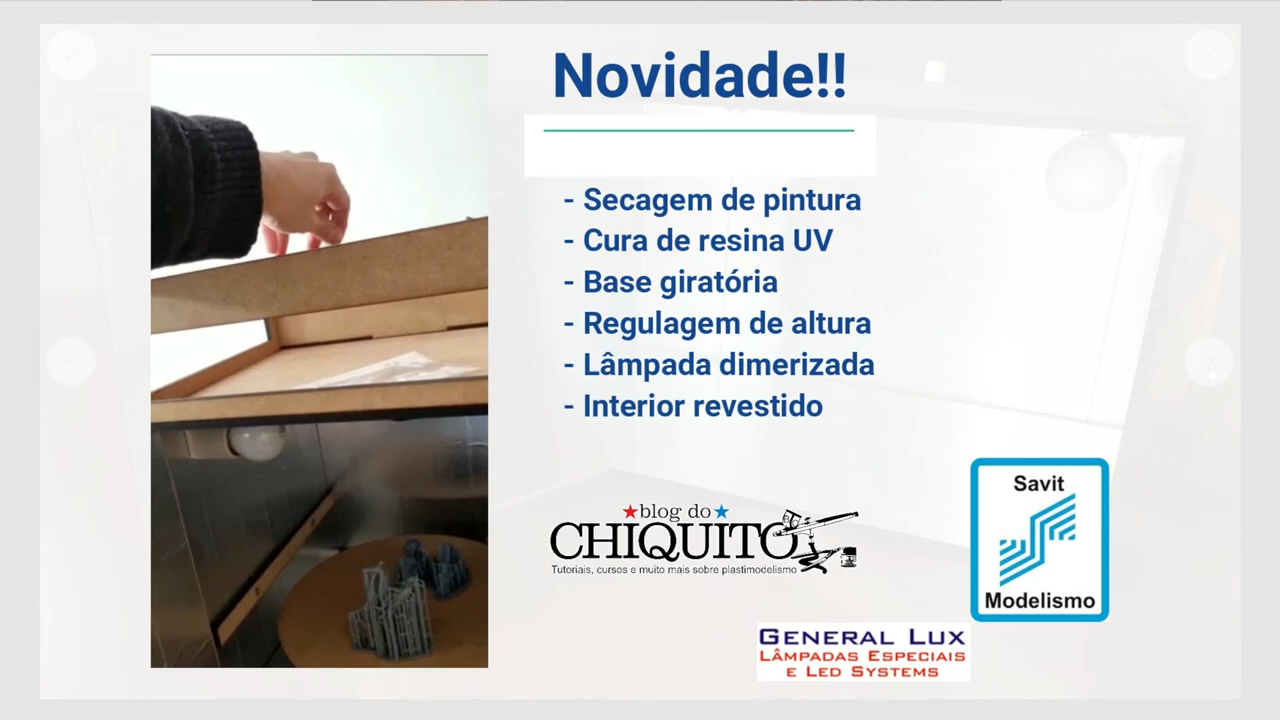 Novidade!!
- Secagem de pintura
- Cura de resina UV
- Base giratória
- Regulagem de altura
- Lâmpada dimerizada
- Interior revestido
blog do
CHIQUITO
Tutoriais, cursos e muito mais sobre plastimodelismo
Savit
Modelismo
GENERAL LUX
LÂMPADAS ESPECIAIS
E LED SYSTEMS